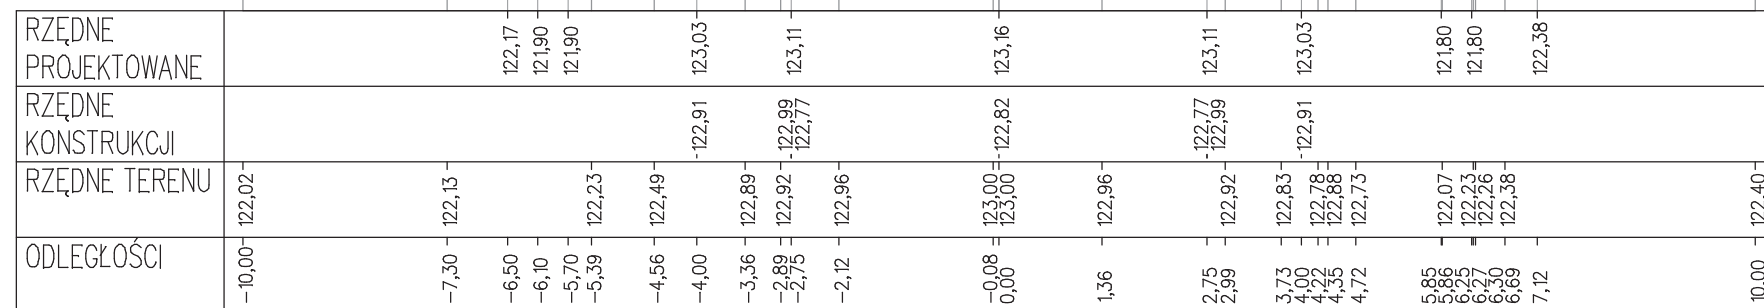 RZĘDNE
PROJEKTOWANE
122,17 121,90 121,90 123,03 123,11 123,16 123,11 123,03 121,80 121,80 122,38
RZĘDNE
KONSTRUKCJI
122,91 122,99 122,77 122,82 122,77 122,99 122,91
RZĘDNE TERENU
122,02 122,13 122,23 122,49 122,89 122,92 122,96 123,00 123,00 122,96 122,92 122,83 122,78 122,88 122,73 122,07 122,23 122,26 122,38 122,40
ODLEGŁOŚCI
-10,00 -7,30 -6,50 -6,10 -5,70 -5,39 -4,56 -4,00 -3,36 -2,89 -2,75 -2,12 -0,08 0,00 1,36 2,75 2,99 3,73 4,00 4,22 4,35 4,72 5,85 5,86 6,25 6,27 6,30 6,69 7,12 10,00